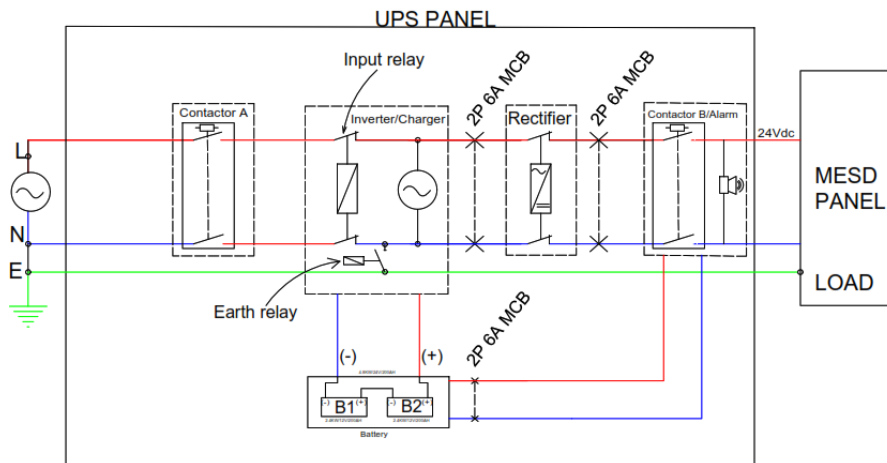 UPS PANEL
Input relay
2P 6A MCB
2P 6A MCB
Contactor A
Inverter/Charger
Rectifier
Contactor B/Alarm
24Vdc
L
MESD
PANEL
N
E
LOAD
Earth relay
(-)
(+)
2P 6A MCB
(-) B1 (+)
(-) B2 (+)
Battery